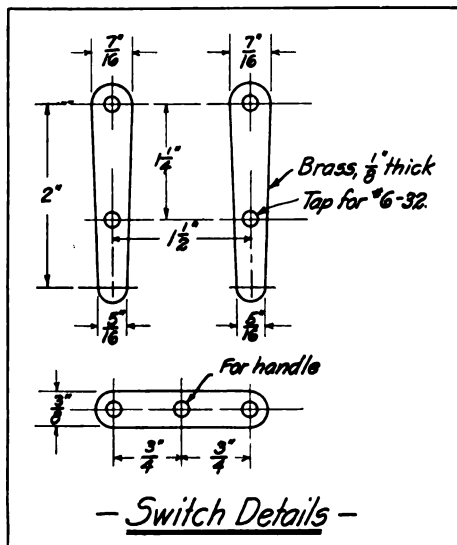 7" 7"
16 16
1 1/4"
Brass, 1/8" thick
2"
Tap for #6-32.
1 1/2"
5" 5"
16 16
For handle
3/8"
3/4" 3/4"
- Switch Details -